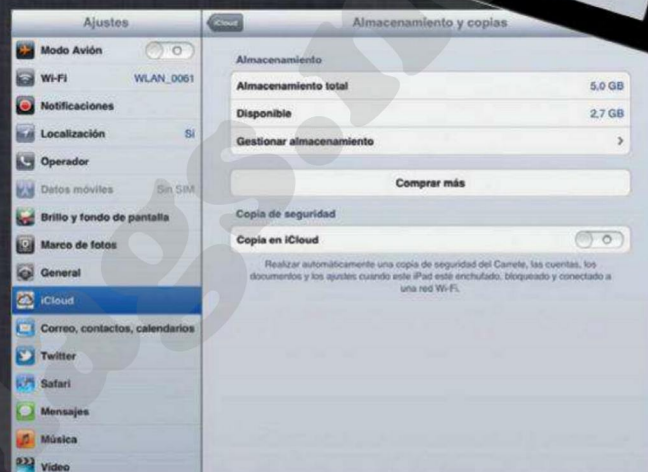 Ajustes
Modo Avión
Wi-Fi WLAN_0061
Notificaciones
Localización Sí
Operador
Datos móviles Sin SIM
Brillo y fondo de pantalla
Marco de fotos
General
iCloud
Correo, contactos, calendarios
Twitter
Safari
Mensajes
Música
Vídeo
iCloud
Almacenamiento y copias
Almacenamiento
Almacenamiento total 5,0 GB
Disponible 2,7 GB
Gestionar almacenamiento
Comprar más
Copia de seguridad
Copia en iCloud
Realizar automáticamente una copia de seguridad del Carrete, las cuentas, los
documentos y los ajustes cuando este iPad esté enchufado, bloqueado y conectado a
una red Wi-Fi.